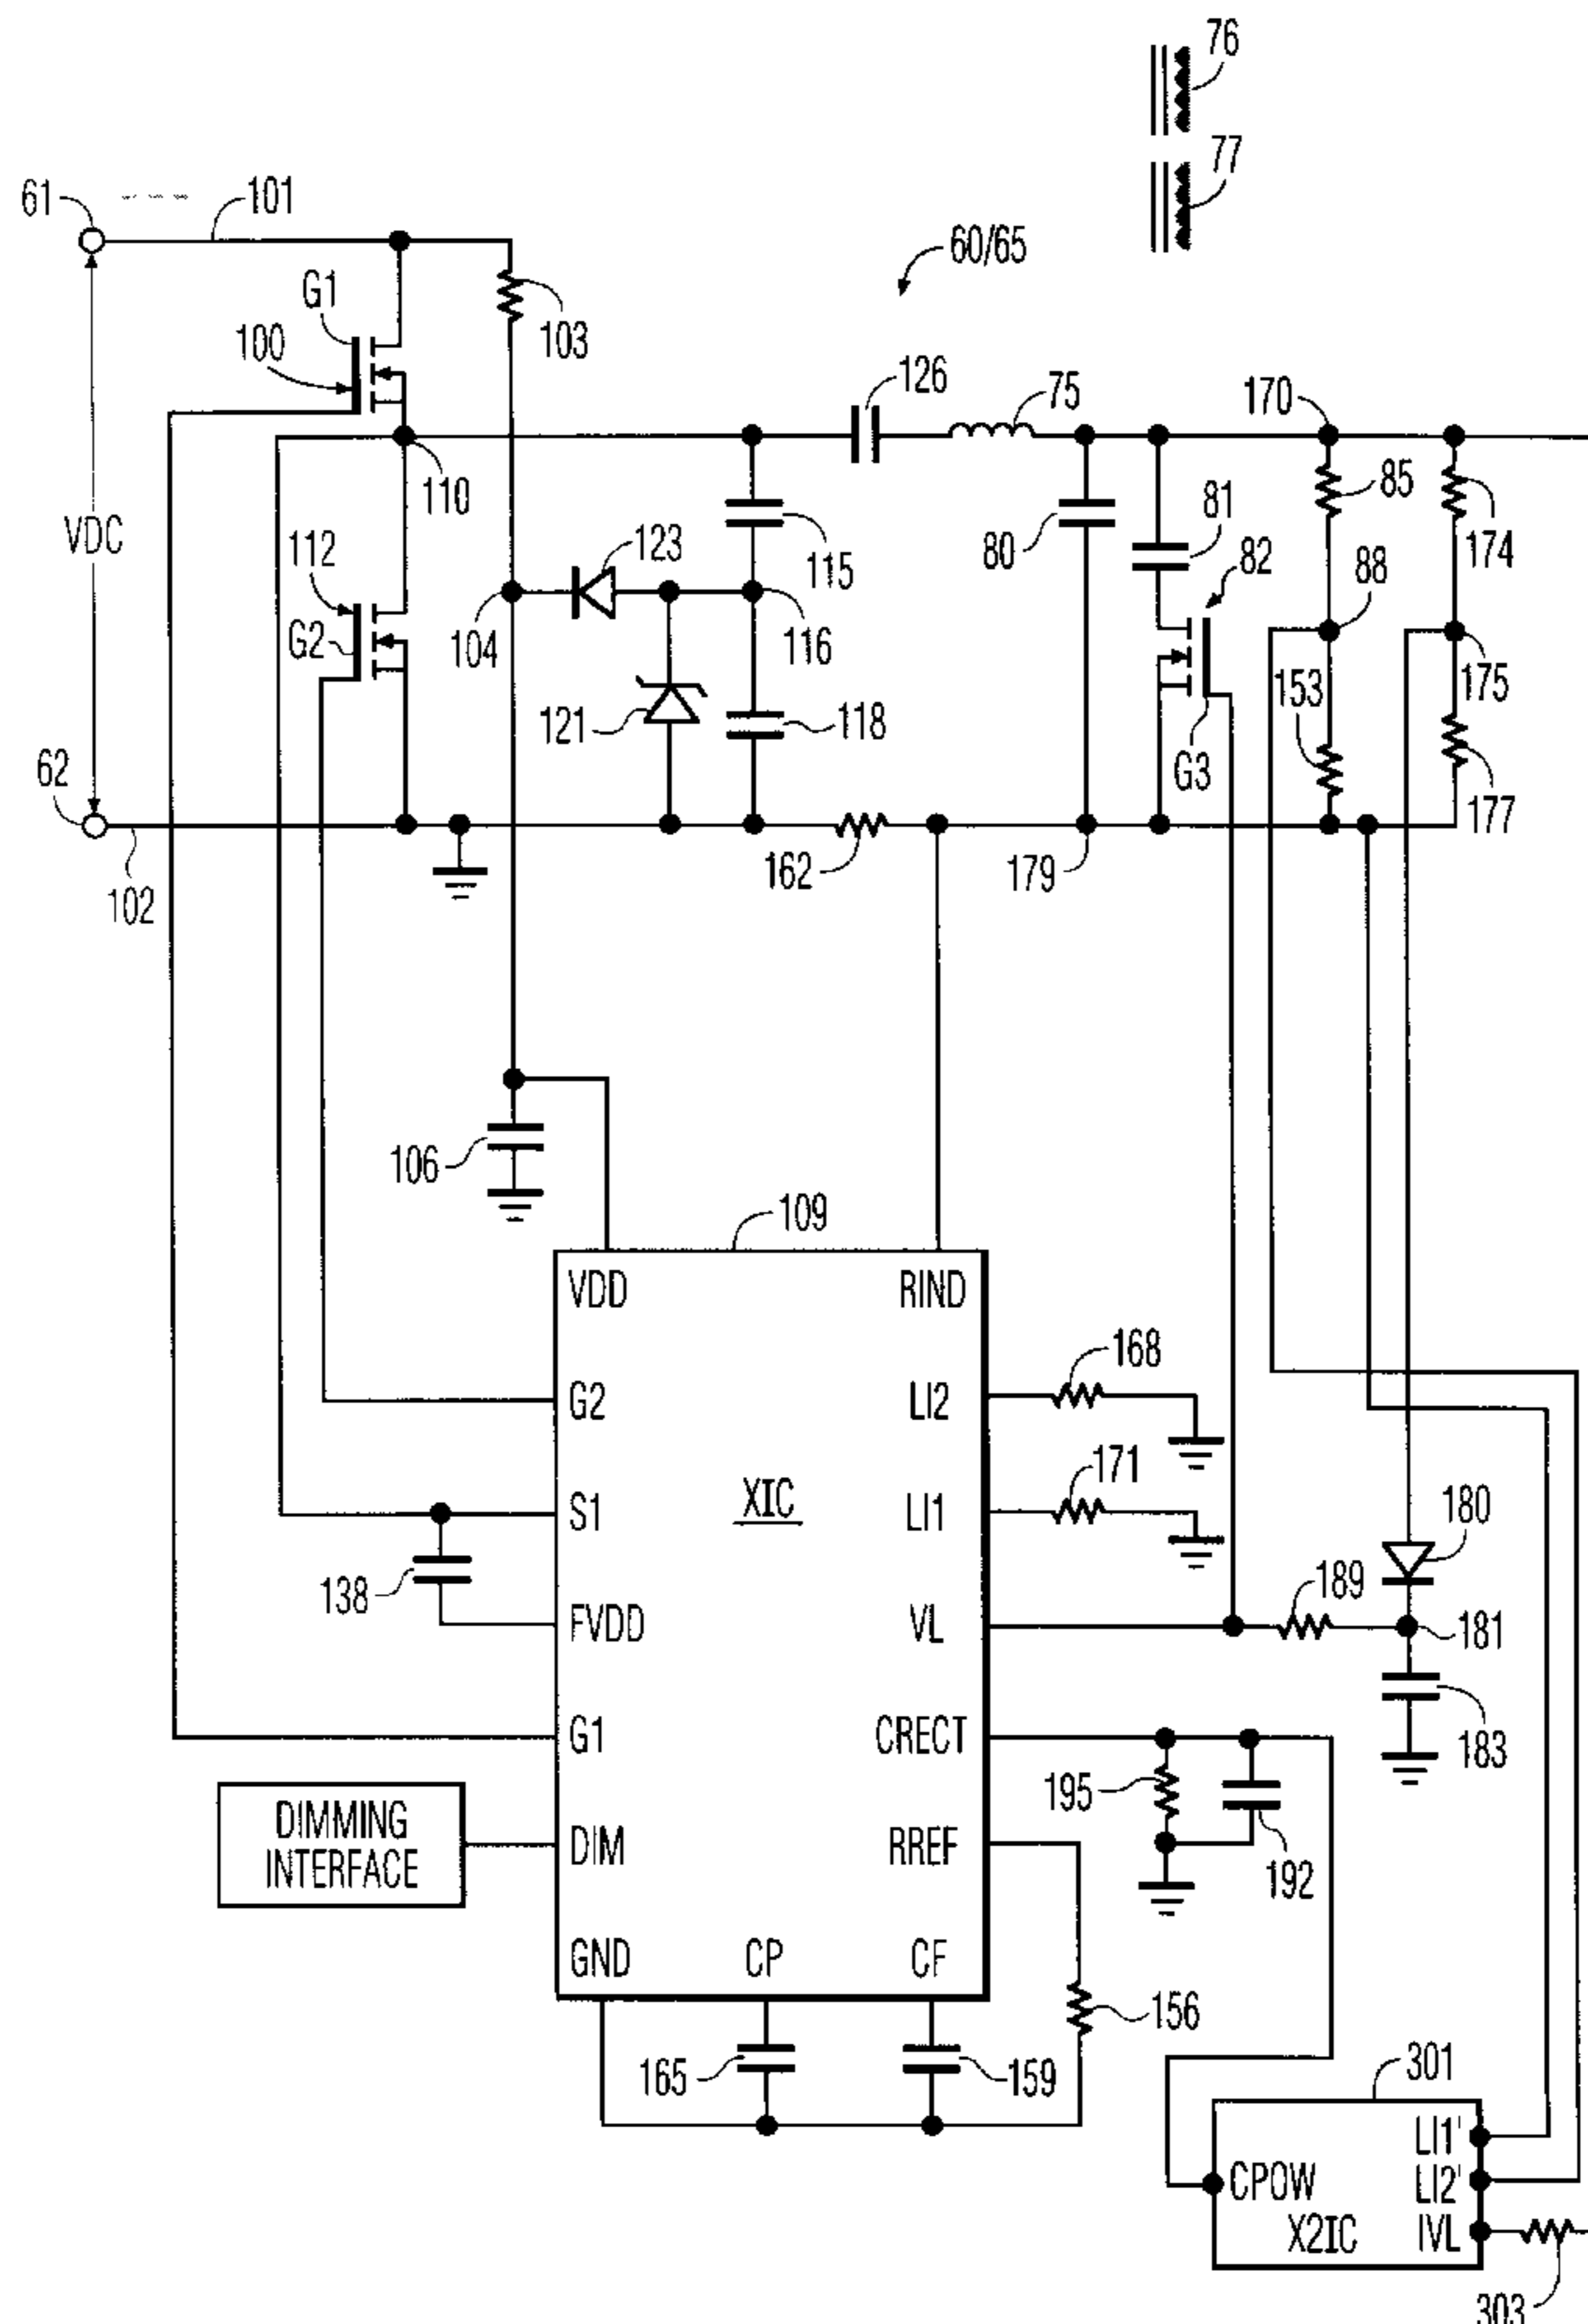 76
77
61
101
60/65
G1
103
100
126
75
170
110
85
VDC
115
80
81
82
174
112
123
88
G2
104
116
153
175
121
118
G3
62
162
179
177
102
106
109
VDD
RIND
168
G2
LI2
171
XIC
S1
LI1
180
138
189
FVDD
VL
181
G1
CRECT
183
195
DIMMING
INTERFACE
DIM
RREF
192
GND
CP
CF
156
165
159
301
LI1'
CPOW
LI2'
X2IC
IVL
303